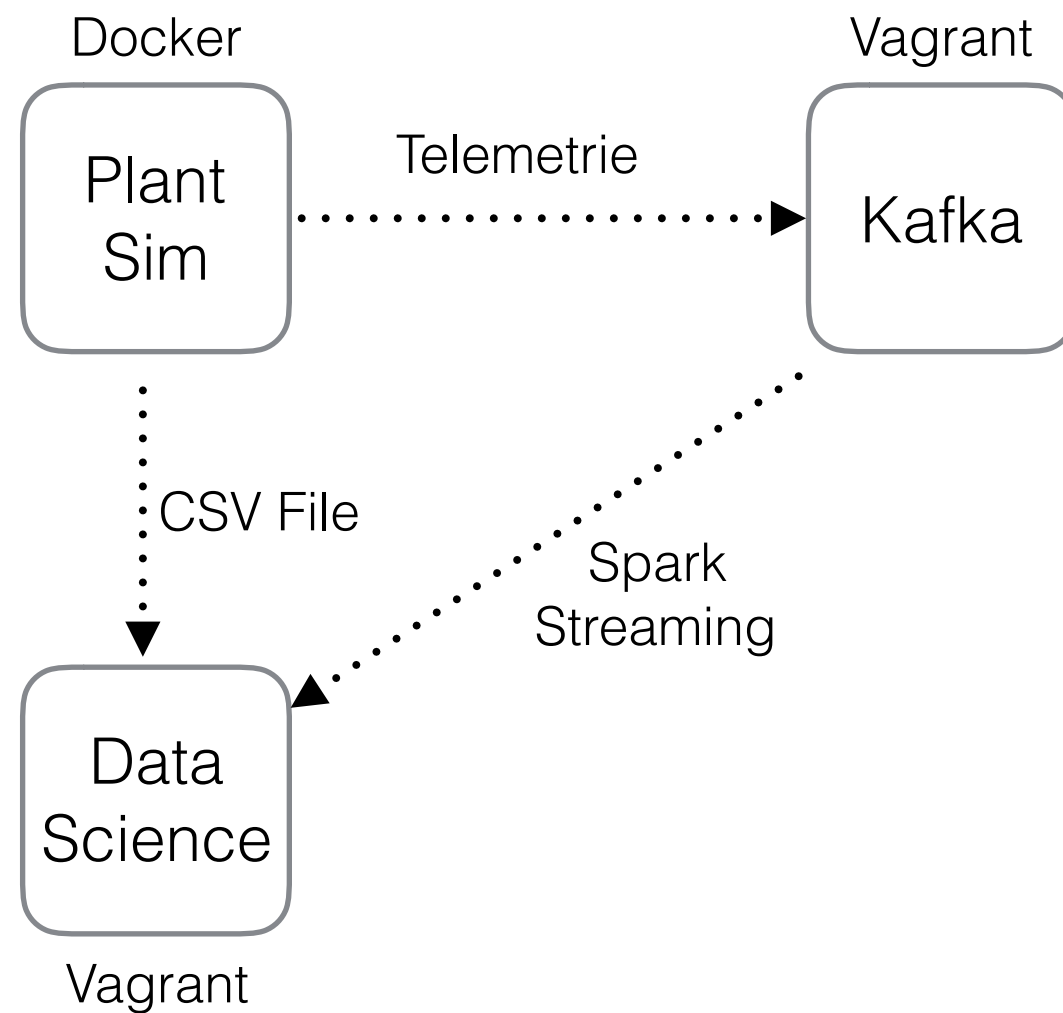 Docker
Vagrant
Plant
Sim
Telemetrie
Kafka
CSV File
Spark
Streaming
Data
Science
Vagrant